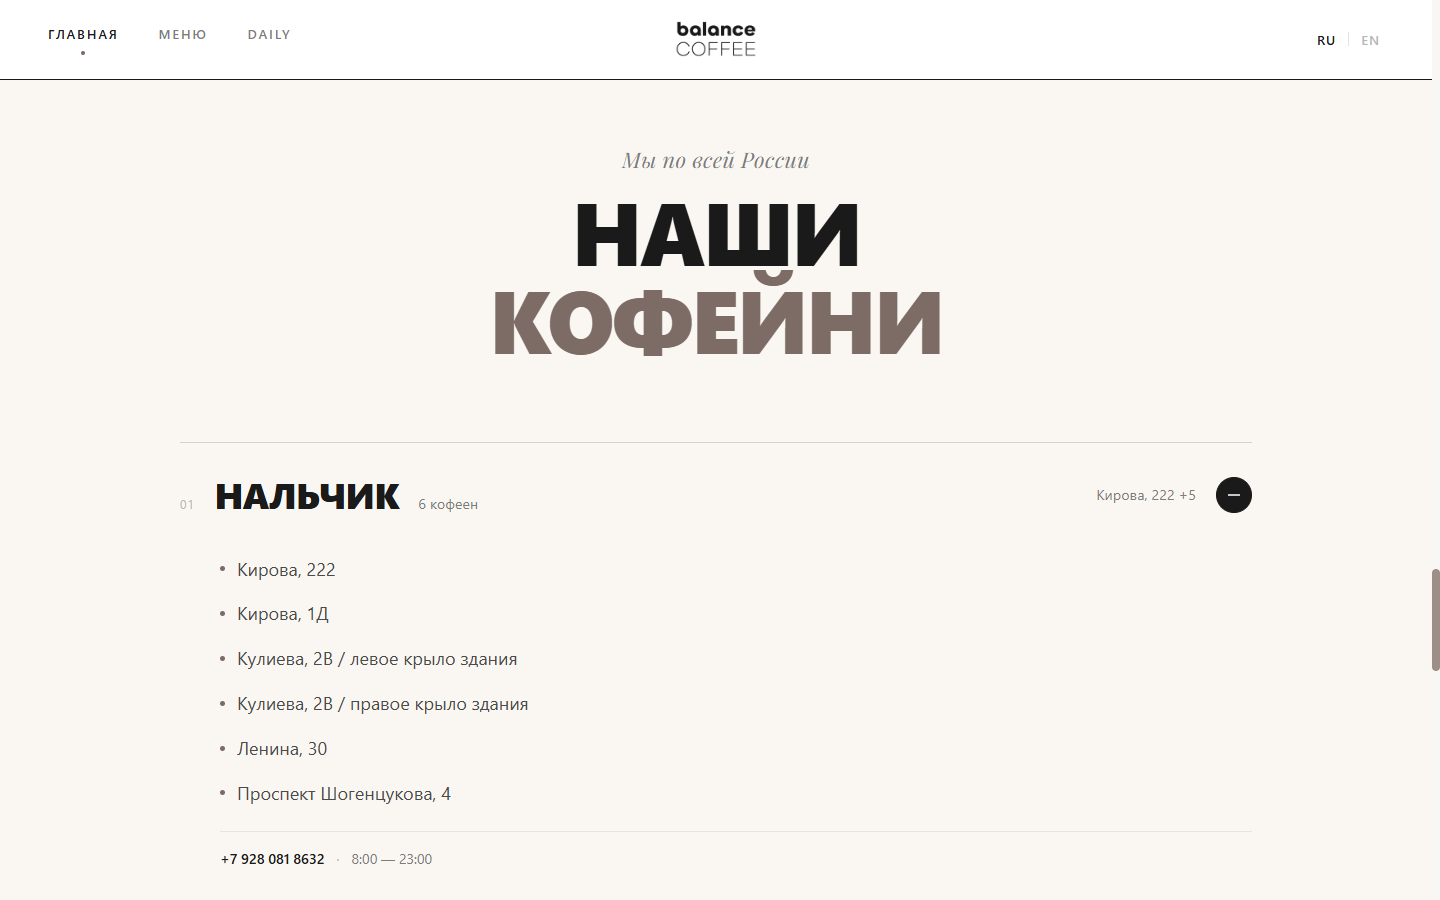 ГЛАВНАЯ МЕНЮ DAILY
balance
COFFEE
RU EN
Мы по всей России
НАШИ
КОФЕЙНИ
01 НАЛЬЧИК 6 кофеен Кирова, 222 +5
Кирова, 222
Кирова, 1Д
Кулиева, 2В / левое крыло здания
Кулиева, 2В / правое крыло здания
Ленина, 30
Проспект Шогенцукова, 4
+7 928 081 8632 · 8:00 — 23:00